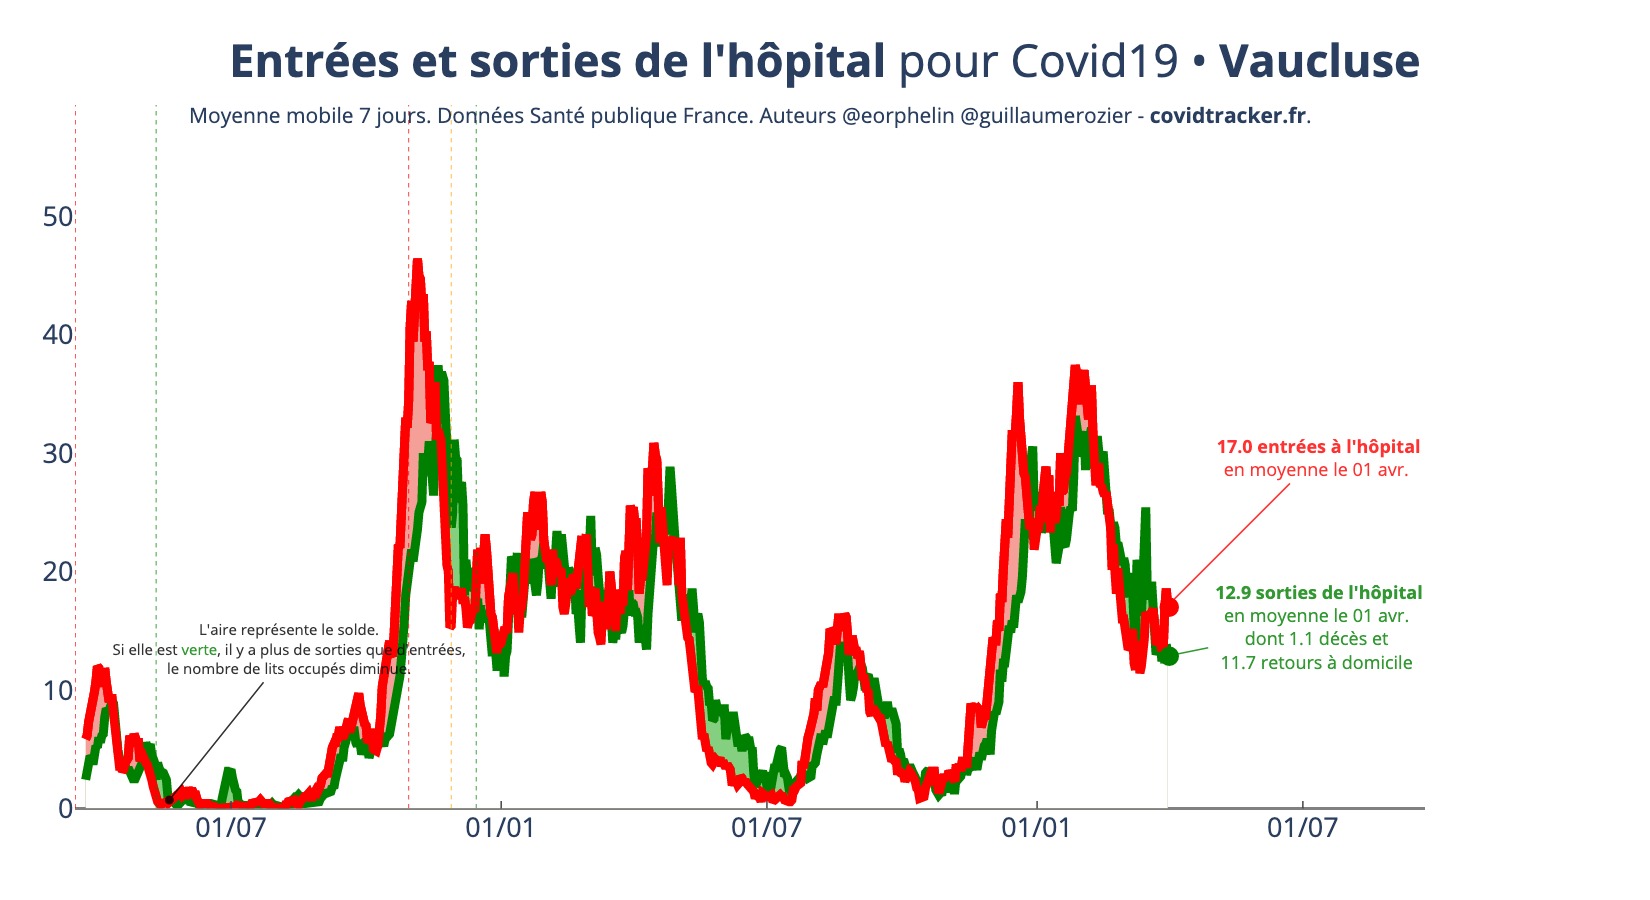 Entrées et sorties de l'hôpital pour Covid19 • Vaucluse
Moyenne mobile 7 jours. Données Santé publique France. Auteurs @eorphelin @guillaumerozier - covidtracker.fr.
50
40
30
20
10
0
17.0 entrées à l'hôpital
en moyenne le 01 avr.
12.9 sorties de l'hôpital
en moyenne le 01 avr.
dont 1.1 décès et
11.7 retours à domicile
L'aire représente le solde.
Si elle est verte, il y a plus de sorties que d'entrées,
le nombre de lits occupés diminue.
01/07 01/01 01/07 01/01 01/07